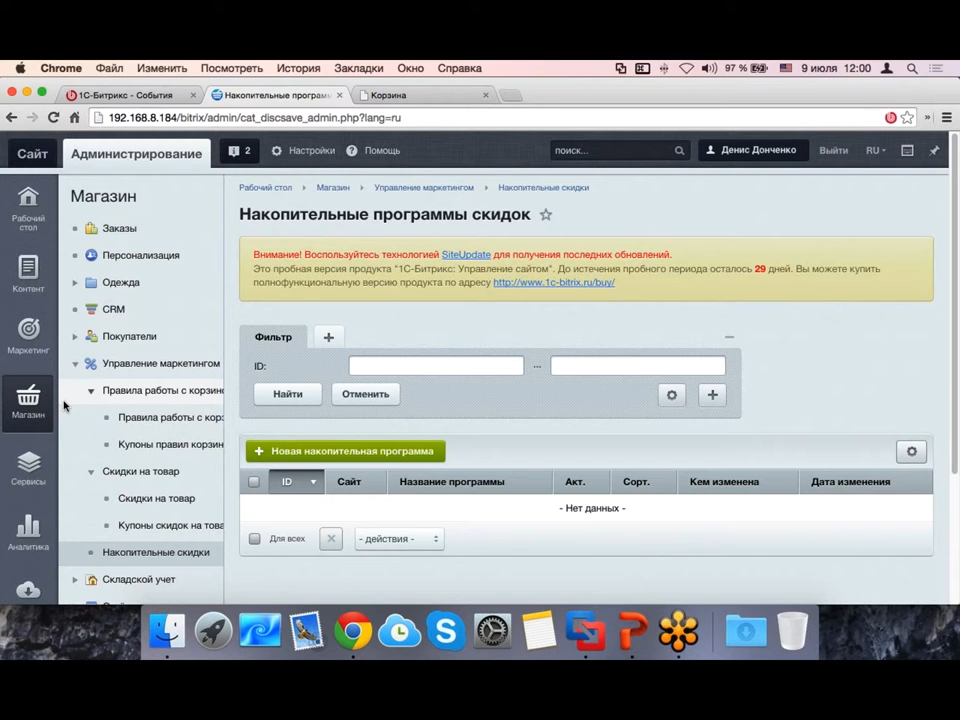 Chrome Файл Изменить Посмотреть История Закладки Окно Справка 97 % 9 июля 12:00
1С-Битрикс - События × Накопительные програм × Корзина ×
192.168.8.184/bitrix/admin/cat_discsave_admin.php?lang=ru
Сайт Администрирование 2 Настройки Помощь поиск... Денис Донченко Выйти RU
Рабочий стол
Контент
Маркетинг
Магазин
Сервисы
Аналитика
Магазин
Заказы
Персонализация
Одежда
CRM
Покупатели
Управление маркетингом
Правила работы с корзино
Правила работы с корз
Купоны правил корзин
Скидки на товар
Скидки на товар
Купоны скидок на това
Накопительные скидки
Складской учет
Рабочий стол Магазин Управление маркетингом Накопительные скидки
Накопительные программы скидок
Внимание! Воспользуйтесь технологией SiteUpdate для получения последних обновлений.
Это пробная версия продукта "1С-Битрикс: Управление сайтом". До истечения пробного периода осталось 29 дней. Вы можете купить
полнофункциональную версию продукта по адресу http://www.1c-bitrix.ru/buy/
Фильтр +
ID: ...
Найти Отменить
+ Новая накопительная программа
ID Сайт Название программы Акт. Сорт. Кем изменена Дата изменения
- Нет данных -
Для всех - действия -